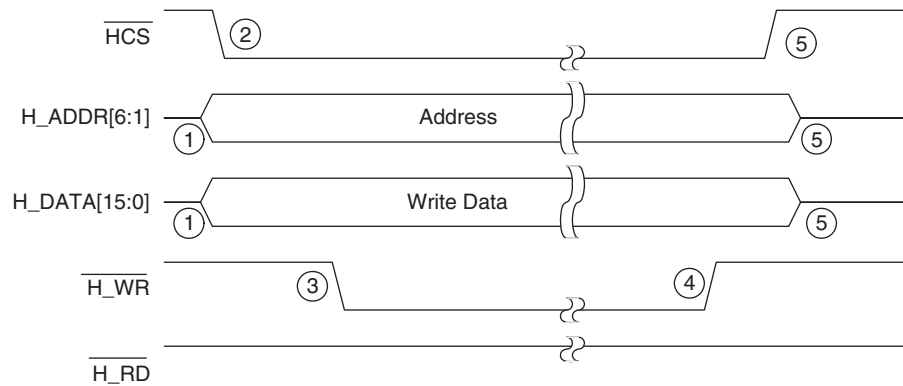 HCS
2
5
H_ADDR[6:1]
1
Address
5
H_DATA[15:0]
1
Write Data
5
H_WR
3
4
H_RD